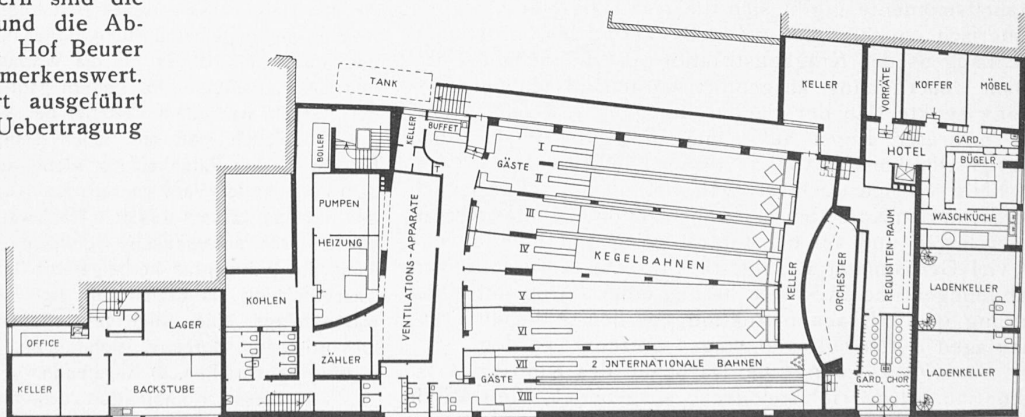 ern sind die
und die Ab-
Hof Beurer
merkenswert.
rt ausgeführt
Uebertragung
TANK
KELLER
VORRÄTE
KOFFER
MÖBEL
BOILER
KELLER
BUFFET
T
GARD.
HOTEL
BÜGELR.
I
GÄSTE
II
PUMPEN
III
WASCHKÜCHE
HEIZUNG
IV
KEGELBAHNEN
VENTILATIONS-APPARATE
KELLER
ORCHESTER
REQUISITEN-RAUM
LADENKELLER
KOHLEN
V
LAGER
VI
OFFICE
ZÄHLER
VII
2 INTERNATIONALE BAHNEN
LADENKELLER
KELLER
BACKSTUBE
GÄSTE
GARD. CHOR
VIII